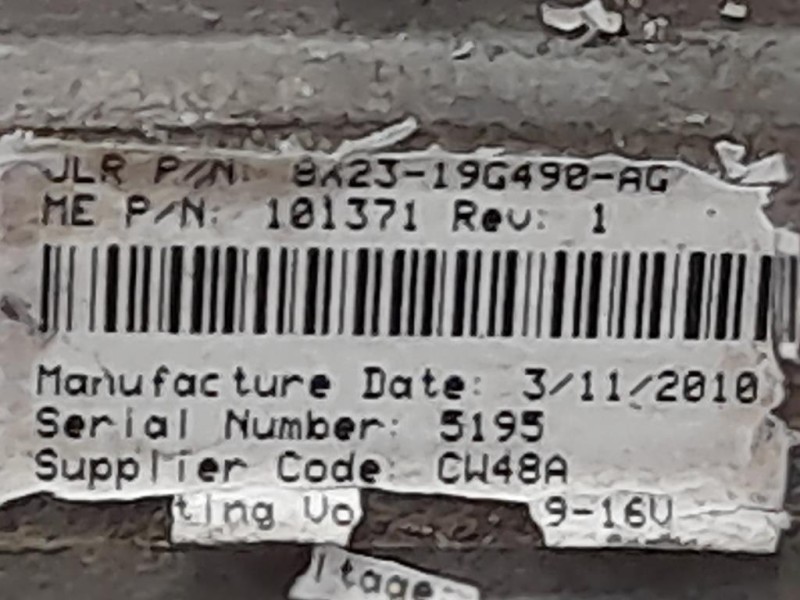 JLR P/N: 8X23-19G490-AG
ME P/N: 101371 Rev: 1
Manufacture Date: 3/11/2010
Serial Number: 5195
Supplier Code: CW48A
ting Vo 9-16V
ltage